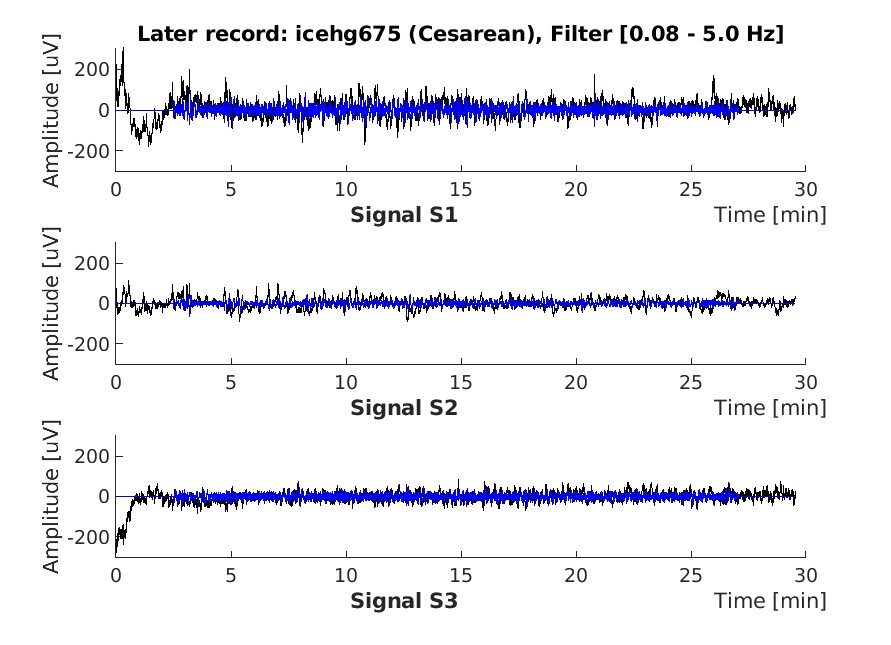 Later record: icehg675 (Cesarean), Filter [0.08 - 5.0 Hz]
Amplitude [uV]
200
0
-200
0 5 10 15 20 25 30
Signal S1
Time [min]
Amplitude [uV]
200
0
-200
0 5 10 15 20 25 30
Signal S2
Time [min]
Amplitude [uV]
200
0
-200
0 5 10 15 20 25 30
Signal S3
Time [min]